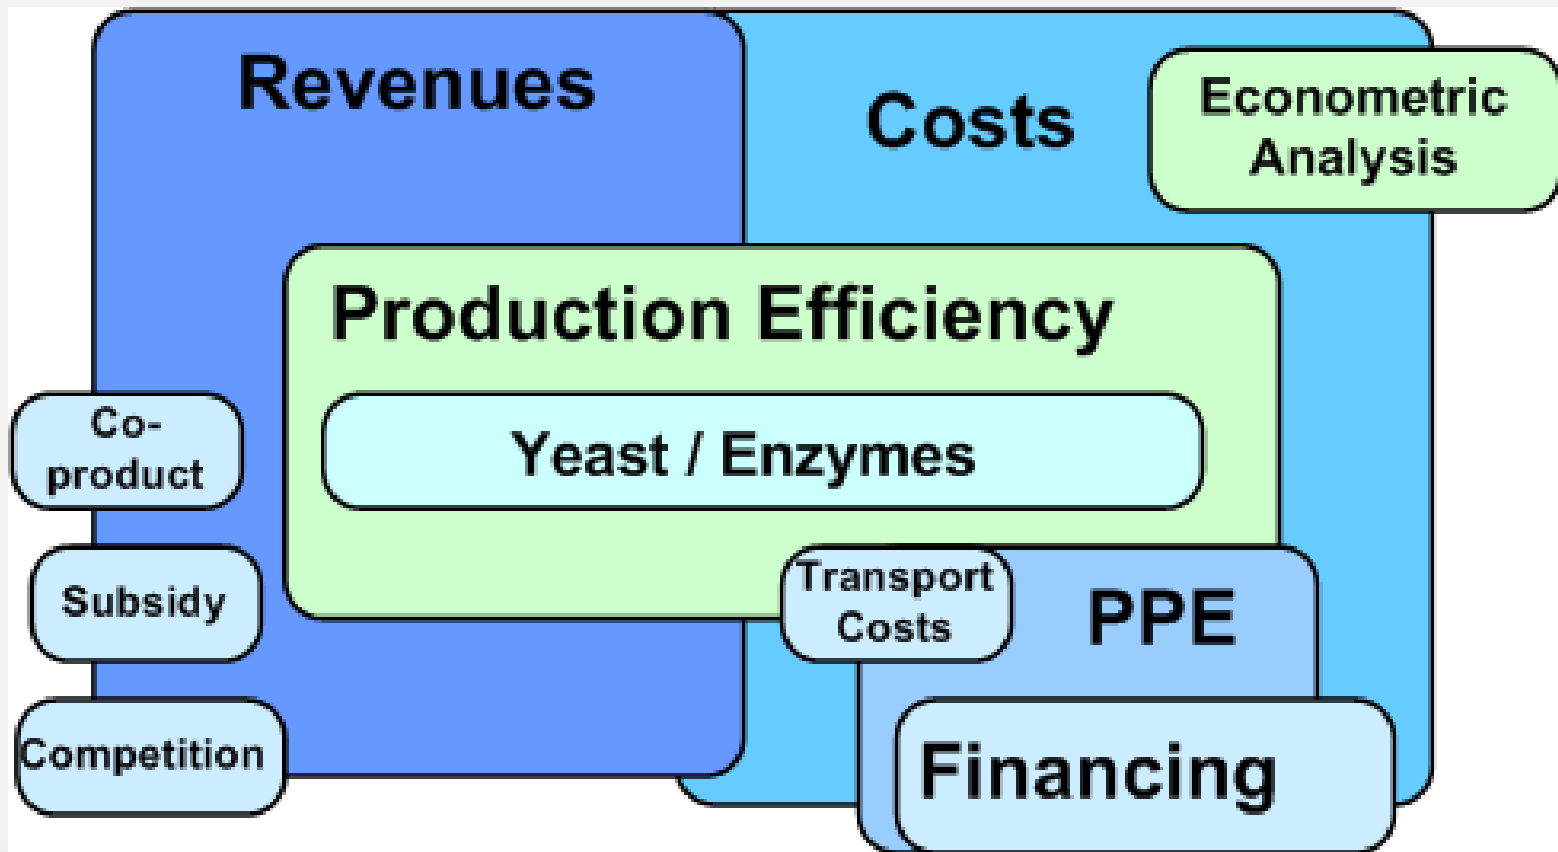 Revenues
Costs
Econometric
Analysis
Production Efficiency
Co-
product
Yeast / Enzymes
Subsidy
Transport
Costs
PPE
Competition
Financing